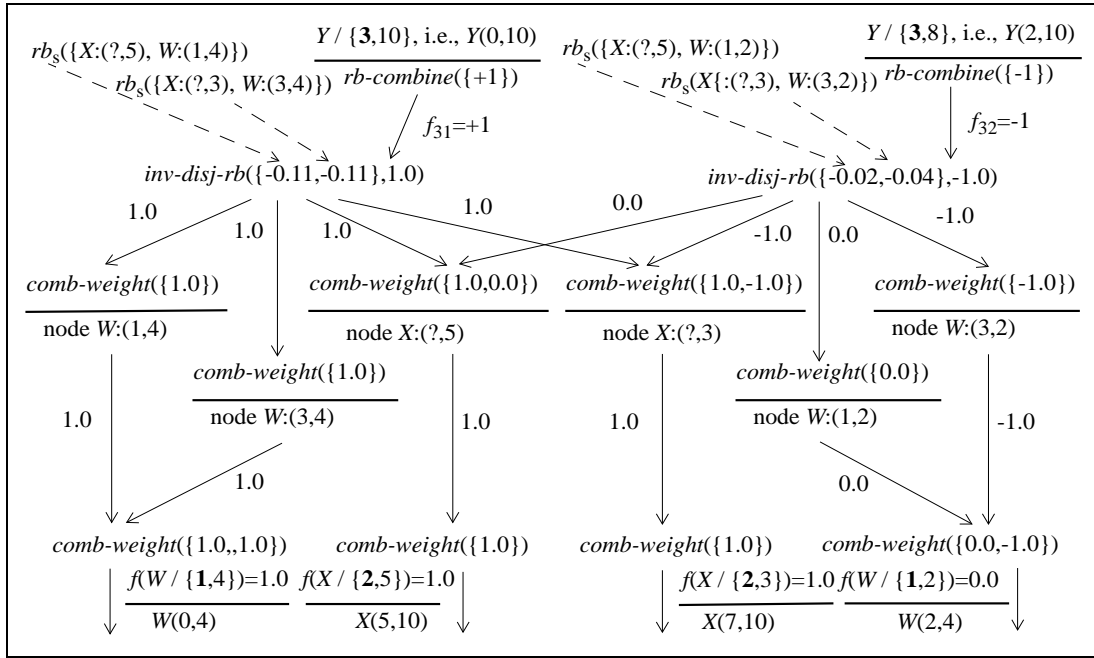 Y / {3,10}, i.e., Y(0,10)
Y / {3,8}, i.e., Y(2,10)
rbs({X:(?,5), W:(1,4)})
rbs({X:(?,5), W:(1,2)})
rbs({X:(?,3), W:(3,4)})
rb-combine({+1})
rbs(X{:(?,3), W:(3,2)})
rb-combine({-1})
f31=+1
f32=-1
inv-disj-rb({-0.11,-0.11},1.0)
inv-disj-rb({-0.02,-0.04},-1.0)
1.0
1.0
1.0
1.0
0.0
-1.0
0.0
-1.0
comb-weight({1.0})
comb-weight({1.0,0.0})
comb-weight({1.0,-1.0})
comb-weight({-1.0})
node W:(1,4)
node X:(?,5)
node X:(?,3)
node W:(3,2)
comb-weight({1.0})
comb-weight({0.0})
node W:(3,4)
node W:(1,2)
1.0
1.0
1.0
-1.0
1.0
0.0
comb-weight({1.0,,1.0})
comb-weight({1.0})
comb-weight({1.0})
comb-weight({0.0,-1.0})
f(W / {1,4})=1.0
f(X / {2,5})=1.0
f(X / {2,3})=1.0
f(W / {1,2})=0.0
W(0,4)
X(5,10)
X(7,10)
W(2,4)